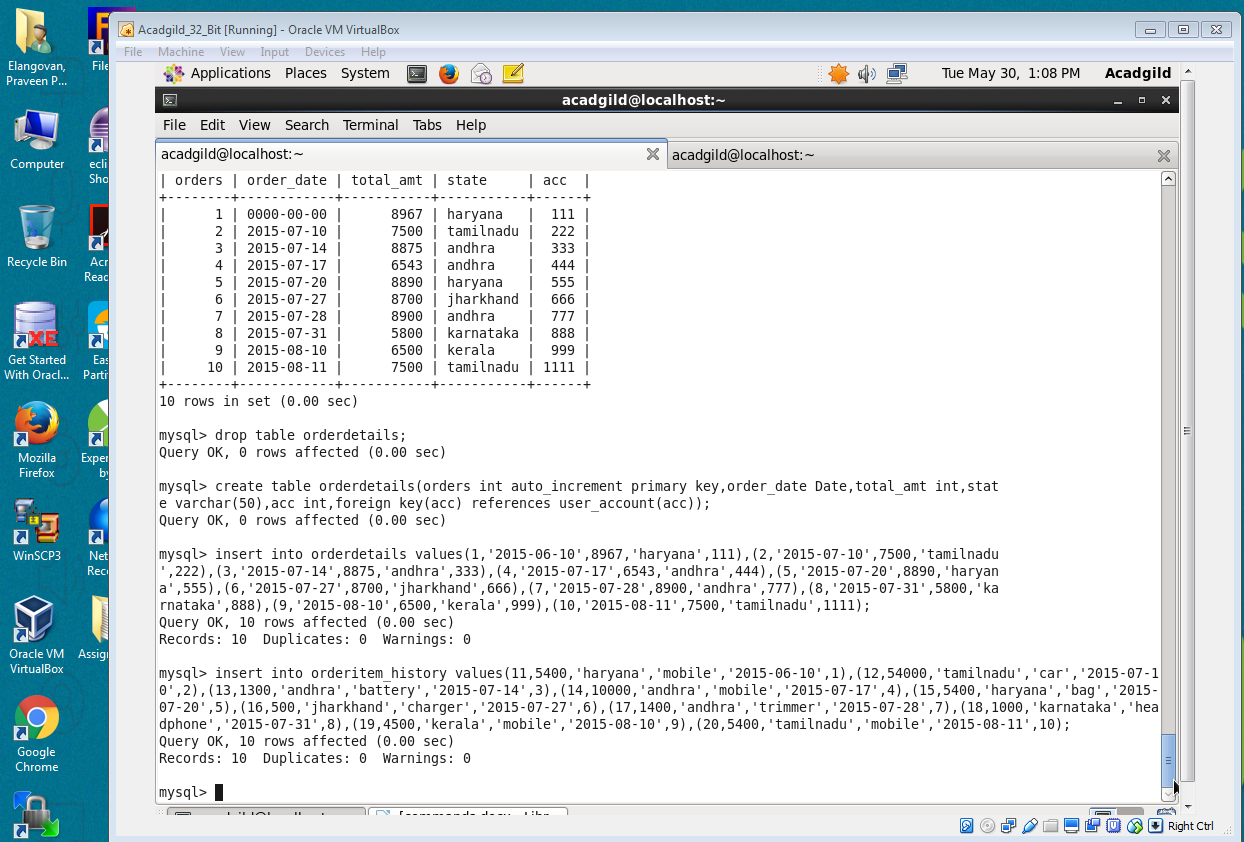 Acadgild_32_Bit [Running] - Oracle VM VirtualBox
File Machine View Input Devices Help
Applications Places System Tue May 30, 1:08 PM Acadgild
acadgild@localhost:~
File Edit View Search Terminal Tabs Help
acadgild@localhost:~ acadgild@localhost:~
| orders | order_date | total_amt | state     | acc  |
+--------+------------+-----------+-----------+------+
|      1 | 0000-00-00 |      8967 | haryana   |  111 |
|      2 | 2015-07-10 |      7500 | tamilnadu |  222 |
|      3 | 2015-07-14 |      8875 | andhra    |  333 |
|      4 | 2015-07-17 |      6543 | andhra    |  444 |
|      5 | 2015-07-20 |      8890 | haryana   |  555 |
|      6 | 2015-07-27 |      8700 | jharkhand |  666 |
|      7 | 2015-07-28 |      8900 | andhra    |  777 |
|      8 | 2015-07-31 |      5800 | karnataka |  888 |
|      9 | 2015-08-10 |      6500 | kerala    |  999 |
|     10 | 2015-08-11 |      7500 | tamilnadu | 1111 |
+--------+------------+-----------+-----------+------+
10 rows in set (0.00 sec)
mysql> drop table orderdetails;
Query OK, 0 rows affected (0.00 sec)
mysql> create table orderdetails(orders int auto_increment primary key,order_date Date,total_amt int,stat
e varchar(50),acc int,foreign key(acc) references user_account(acc));
Query OK, 0 rows affected (0.00 sec)
mysql> insert into orderdetails values(1,'2015-06-10',8967,'haryana',111),(2,'2015-07-10',7500,'tamilnadu
',222),(3,'2015-07-14',8875,'andhra',333),(4,'2015-07-17',6543,'andhra',444),(5,'2015-07-20',8890,'haryan
a',555),(6,'2015-07-27',8700,'jharkhand',666),(7,'2015-07-28',8900,'andhra',777),(8,'2015-07-31',5800,'ka
rnataka',888),(9,'2015-08-10',6500,'kerala',999),(10,'2015-08-11',7500,'tamilnadu',1111);
Query OK, 10 rows affected (0.00 sec)
Records: 10  Duplicates: 0  Warnings: 0
mysql> insert into orderitem_history values(11,5400,'haryana','mobile','2015-06-10',1),(12,54000,'tamilnadu','car','2015-07-1
0',2),(13,1300,'andhra','battery','2015-07-14',3),(14,10000,'andhra','mobile','2015-07-17',4),(15,5400,'haryana','bag','2015-
07-20',5),(16,500,'jharkhand','charger','2015-07-27',6),(17,1400,'andhra','trimmer','2015-07-28',7),(18,1000,'karnataka','hea
dphone','2015-07-31',8),(19,4500,'kerala','mobile','2015-08-10',9),(20,5400,'tamilnadu','mobile','2015-08-11',10);
Query OK, 10 rows affected (0.00 sec)
Records: 10  Duplicates: 0  Warnings: 0
mysql>
Right Ctrl
Elangovan,
Praveen P...
Computer
Recycle Bin
XE
Get Started
With Oracl...
Mozilla
Firefox
WinSCP3
Oracle VM
VirtualBox
Google
Chrome
File
ecli
Sho
Acr
Reac
Eas
Parti
Exper
by
Net
Reco
Assig